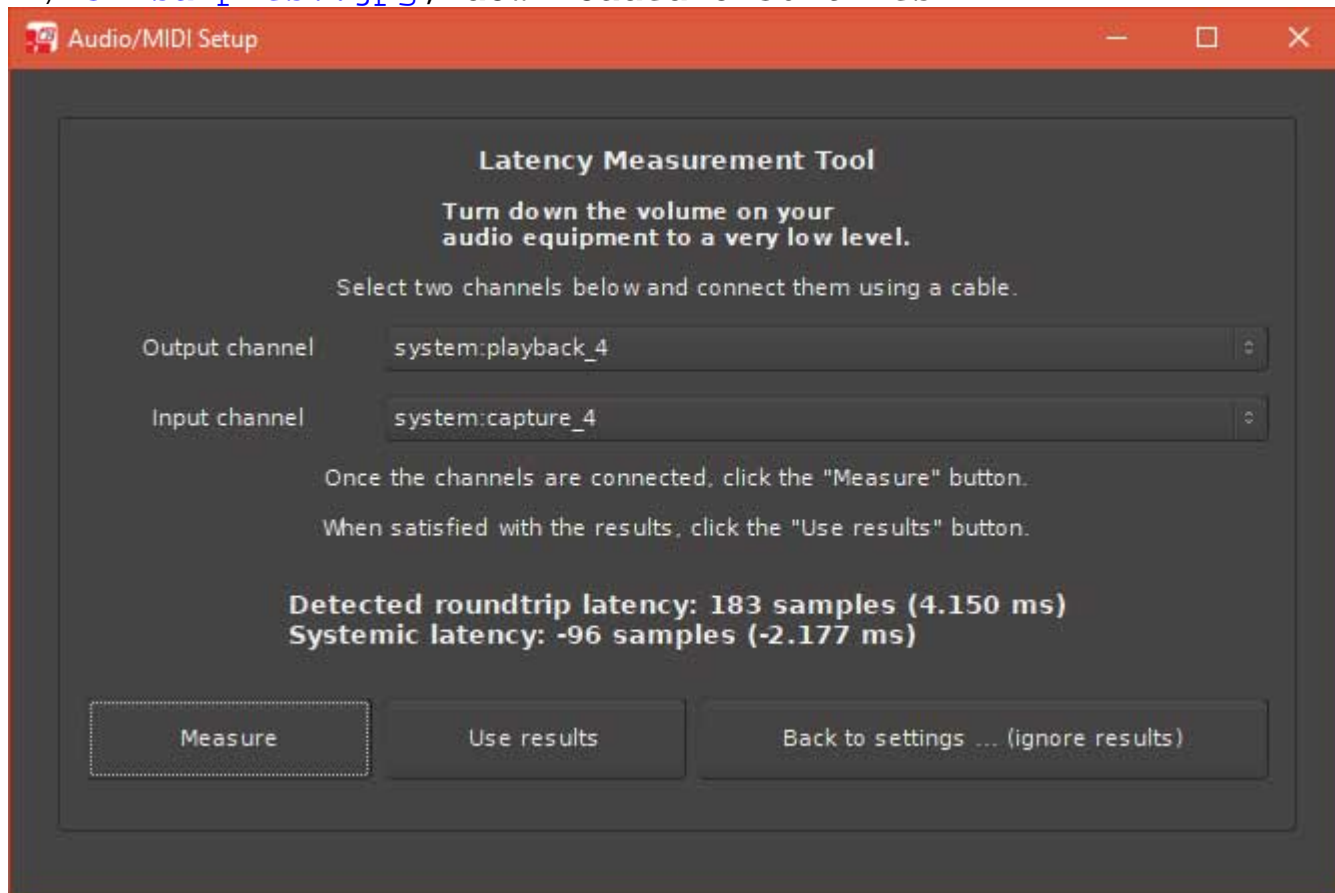 Audio/MIDI Setup
Latency Measurement Tool
Turn down the volume on your
audio equipment to a very low level.
Select two channels below and connect them using a cable.
Output channel system:playback_4
Input channel system:capture_4
Once the channels are connected, click the "Measure" button.
When satisfied with the results, click the "Use results" button.
Detected roundtrip latency: 183 samples (4.150 ms)
Systemic latency: -96 samples (-2.177 ms)
Measure Use results Back to settings ... (ignore results)